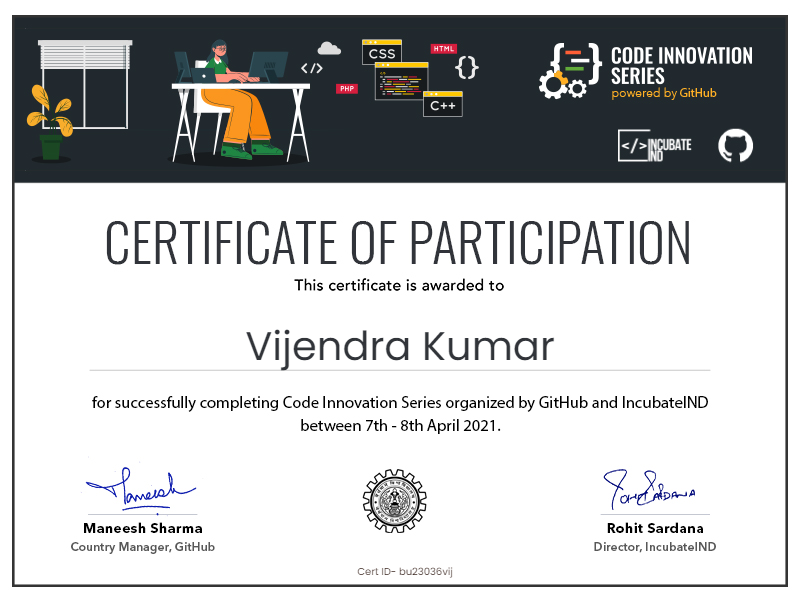 CSS
HTML
</>
{}
PHP
C++
CODE INNOVATION
SERIES
powered by GitHub
</>INCUBATE
IND
CERTIFICATE OF PARTICIPATION
This certificate is awarded to
Vijendra Kumar
for successfully completing Code Innovation Series organized by GitHub and IncubateIND
between 7th - 8th April 2021.
Maneesh
Rohit Sardana
Maneesh Sharma
Rohit Sardana
Country Manager, GitHub
Director, IncubateIND
Cert ID- bu23036vij